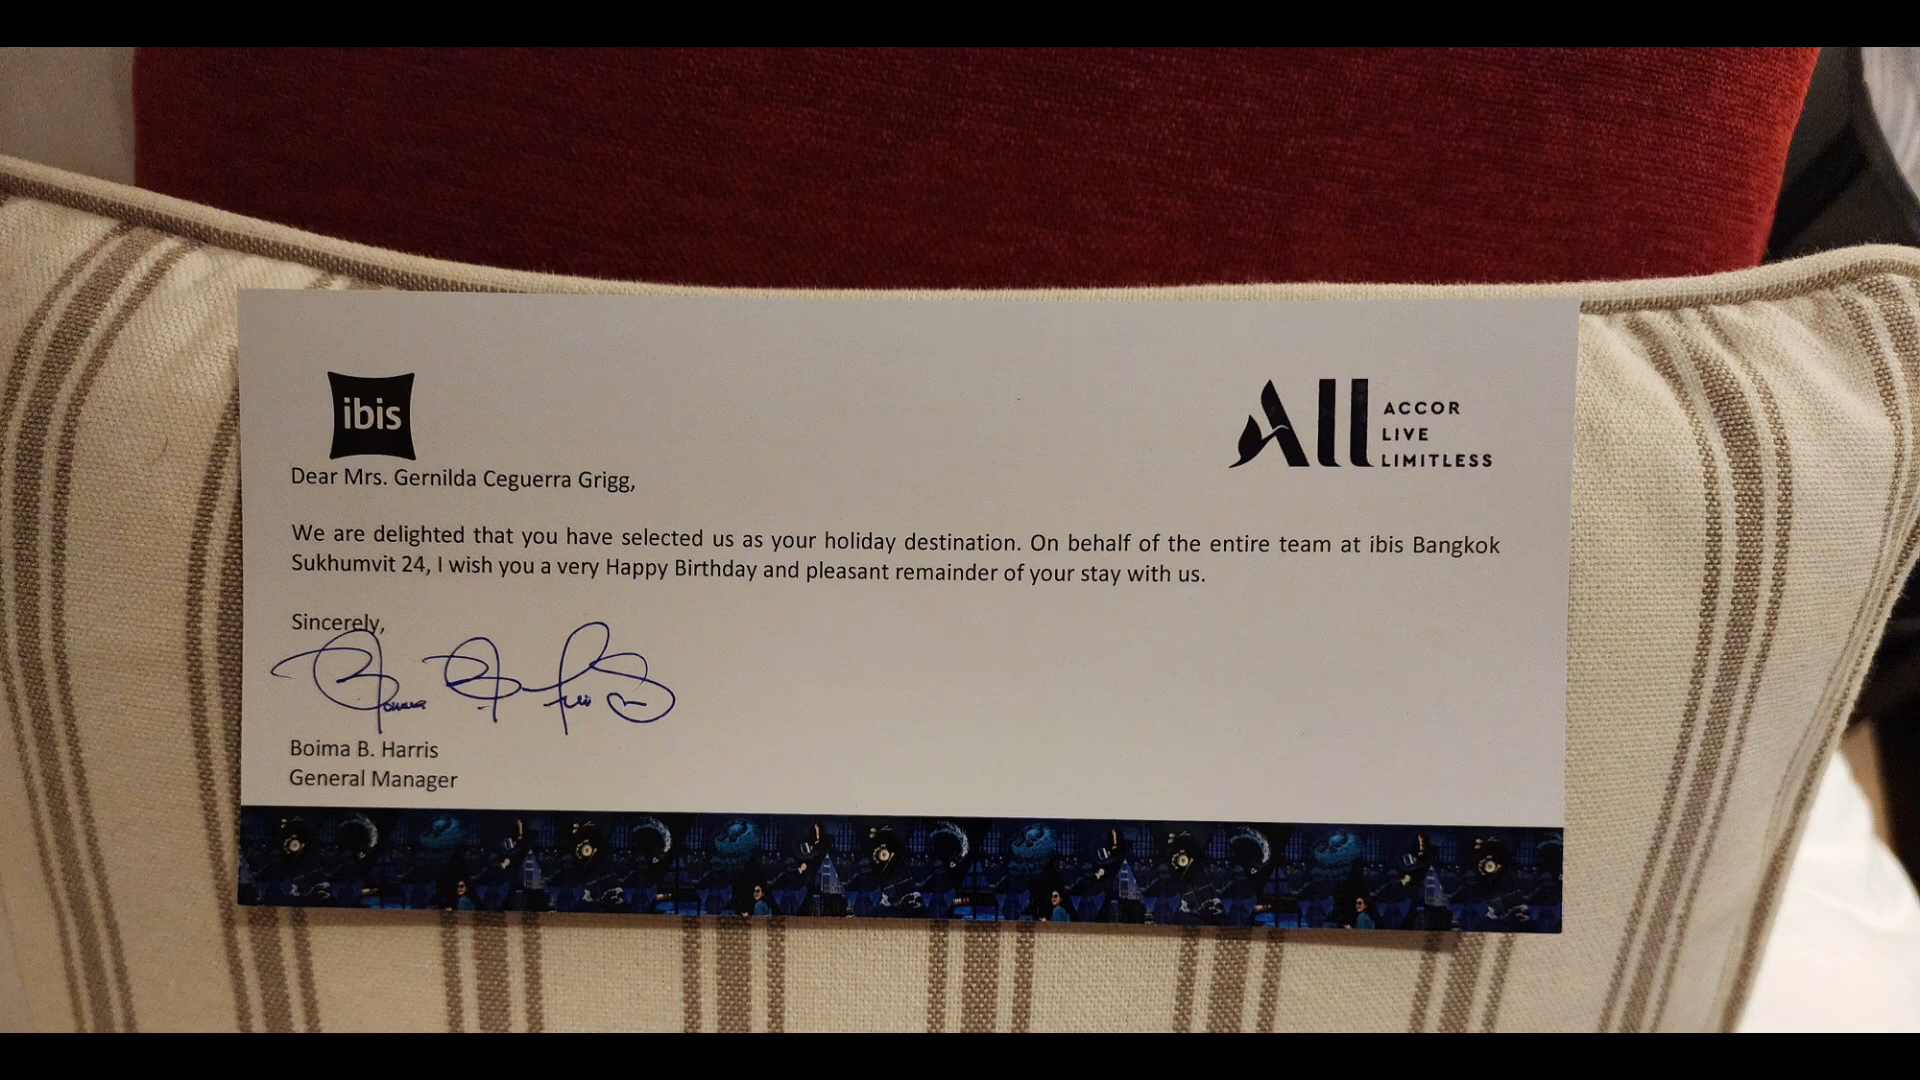 ibis
All ACCOR
LIVE
LIMITLESS
Dear Mrs. Gernilda Ceguerra Grigg,
We are delighted that you have selected us as your holiday destination. On behalf of the entire team at ibis Bangkok
Sukhumvit 24, I wish you a very Happy Birthday and pleasant remainder of your stay with us.
Sincerely,
Boima B. Harris
General Manager